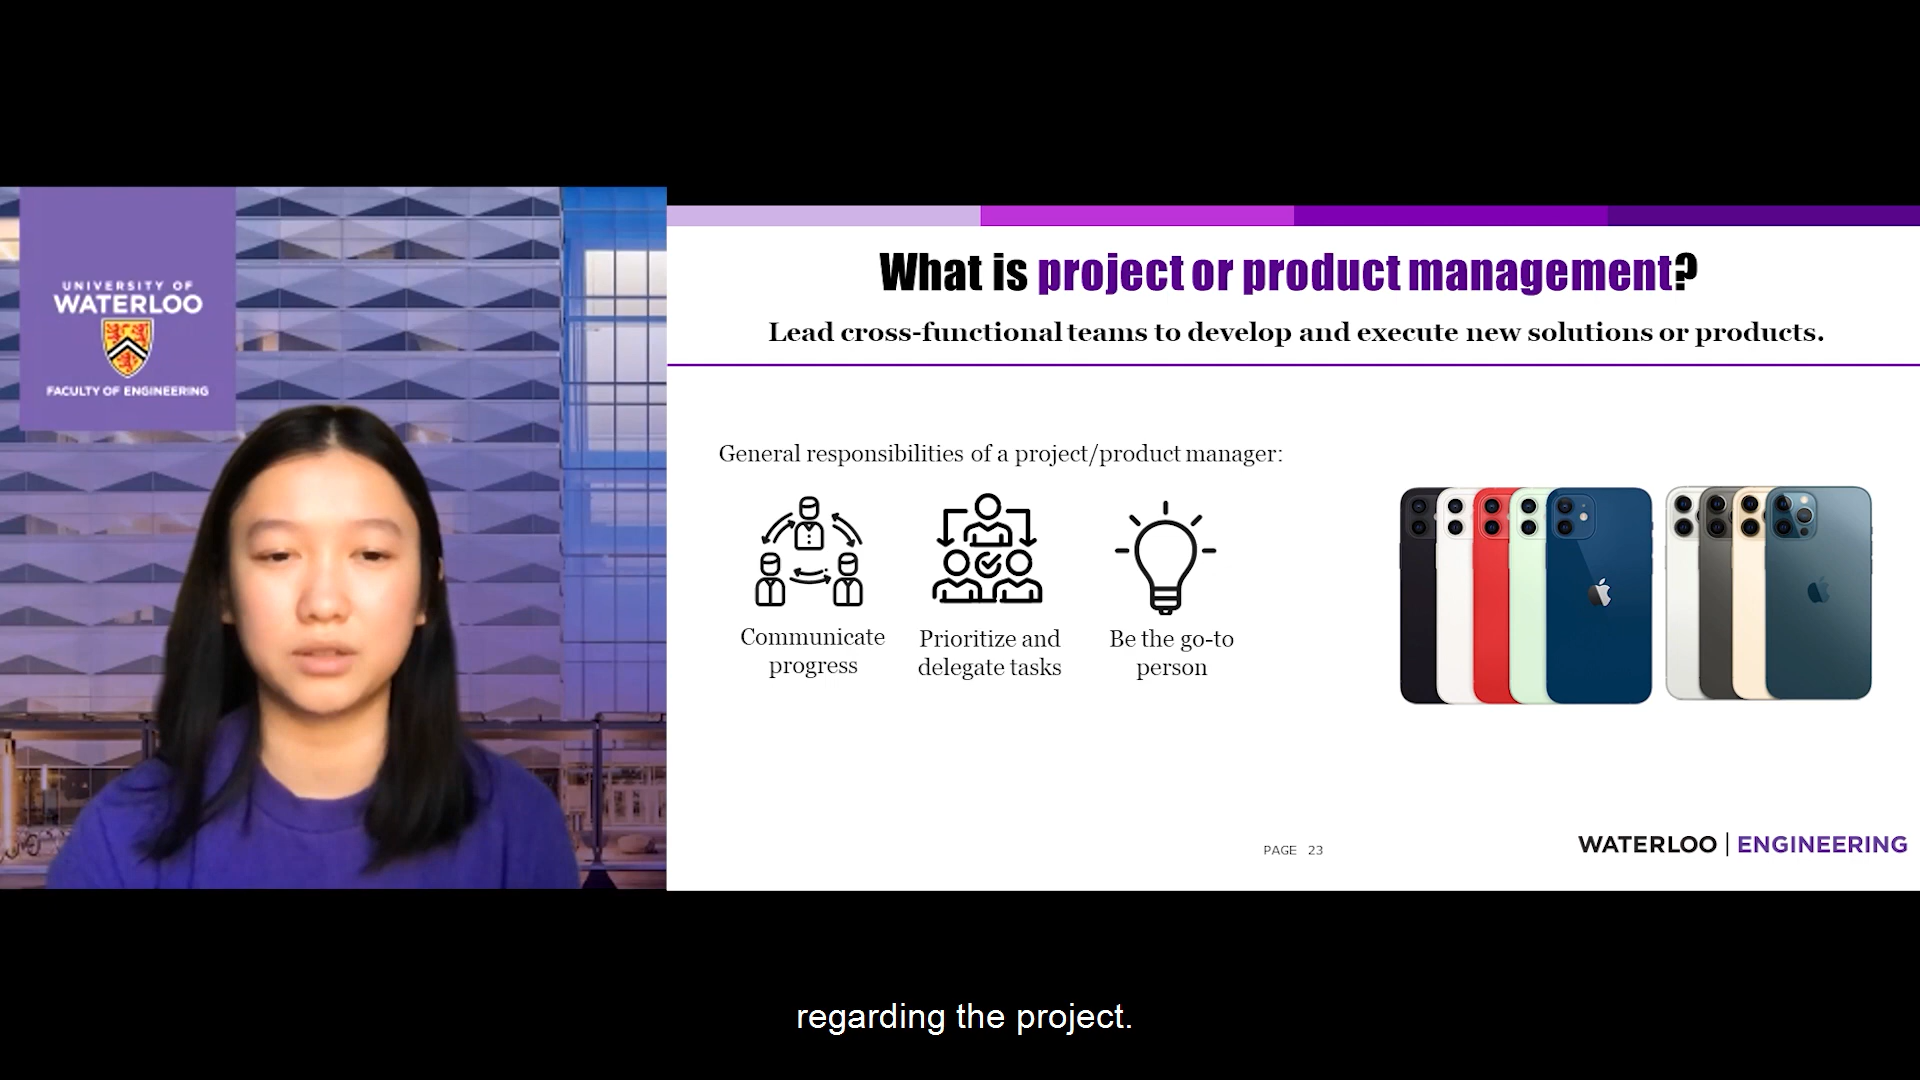 UNIVERSITY OF
WATERLOO
FACULTY OF ENGINEERING
What is project or product management?
Lead cross-functional teams to develop and execute new solutions or products.
General responsibilities of a project/product manager:
Communicate
progress
Prioritize and
delegate tasks
Be the go-to
person
PAGE 23
WATERLOO | ENGINEERING
regarding the project.